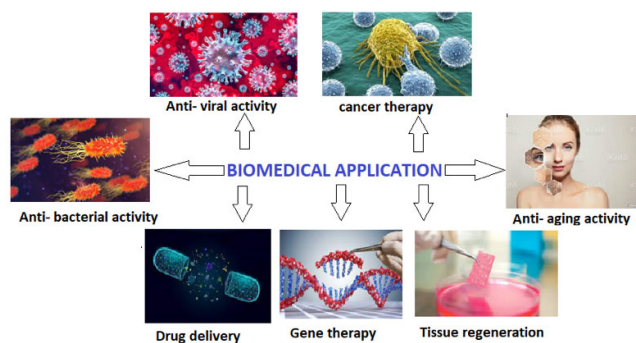 Anti- viral activity
cancer therapy
BIOMEDICAL APPLICATION
Anti- bacterial activity
Anti- aging activity
Drug delivery
Gene therapy
Tissue regeneration